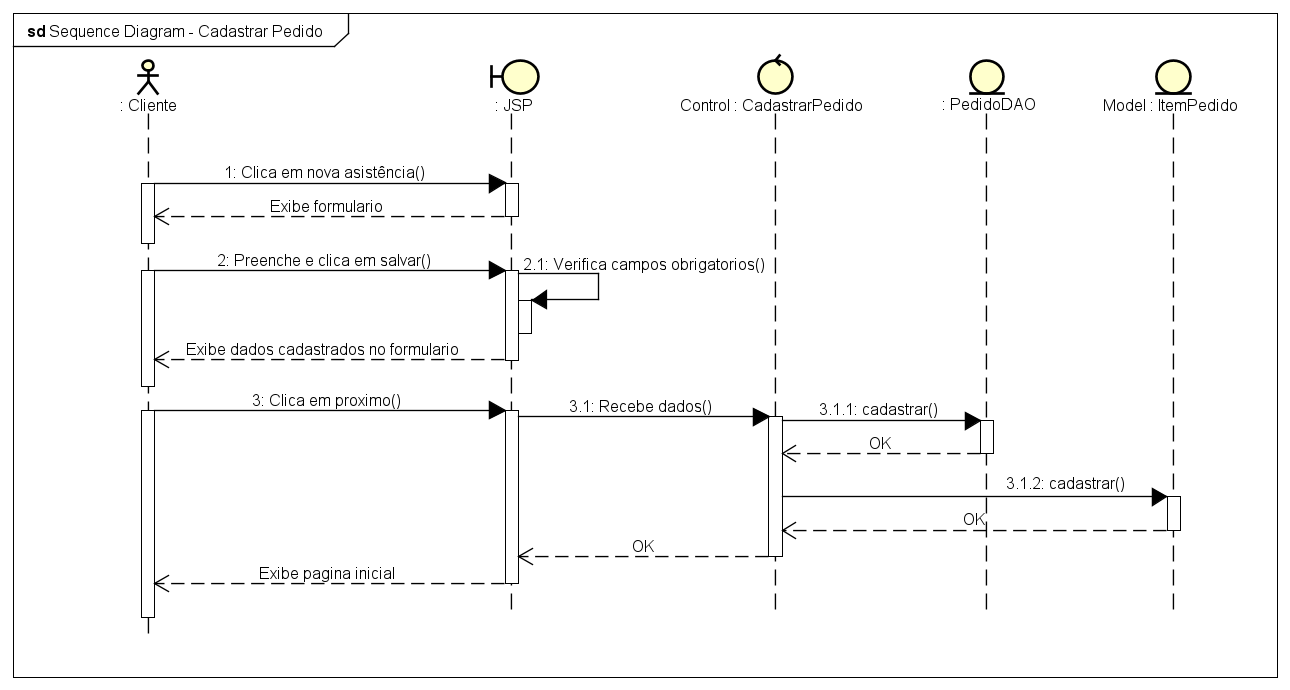 sd Sequence Diagram - Cadastrar Pedido
: Cliente
: JSP
Control : CadastrarPedido
: PedidoDAO
Model : ItemPedido
1: Clica em nova asistência()
Exibe formulario
2: Preenche e clica em salvar()
2.1: Verifica campos obrigatorios()
Exibe dados cadastrados no formulario
3: Clica em proximo()
3.1: Recebe dados()
3.1.1: cadastrar()
OK
3.1.2: cadastrar()
OK
OK
Exibe pagina inicial